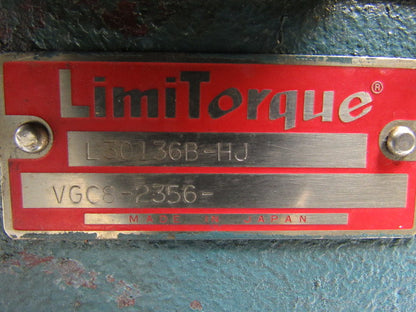 LimiTorque®
L30136B-HJ
VGC8-2356-
MADE IN JAPAN